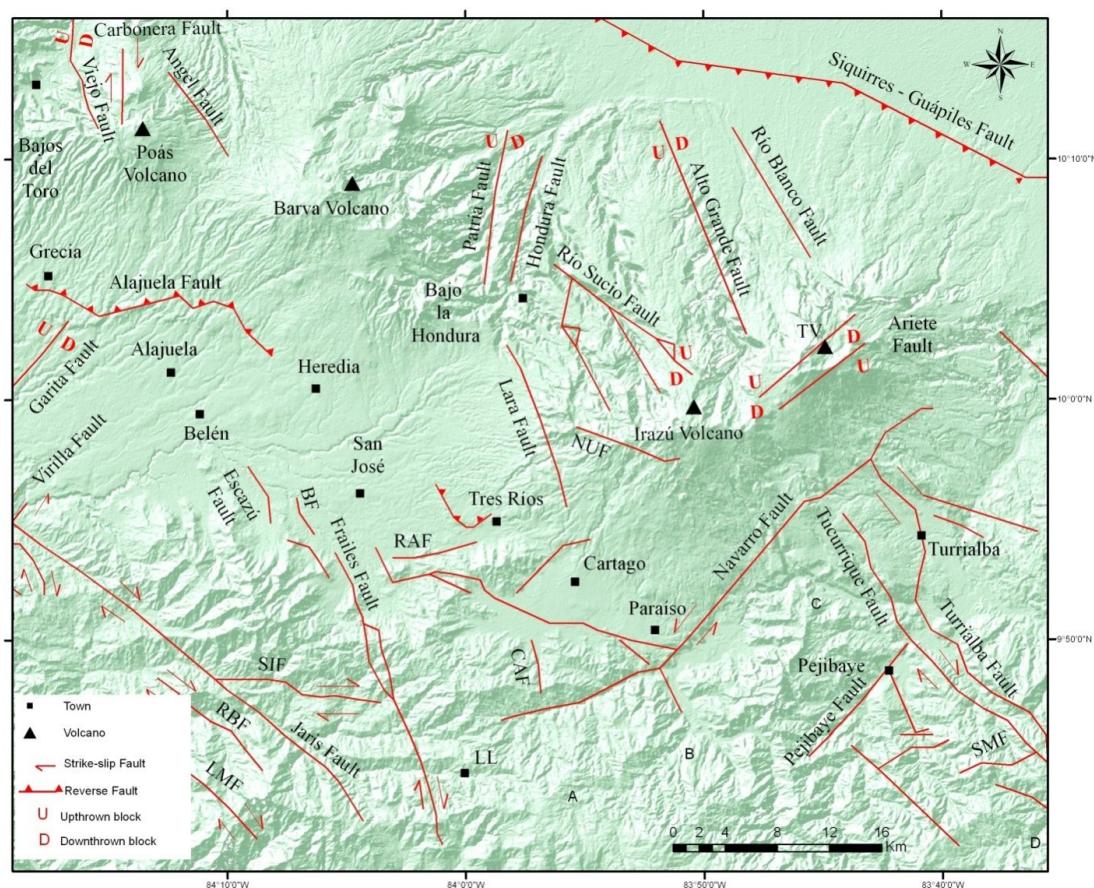 Carbonera Fault
U
D
Viejo Fault
Angel Fault
Bajos
del
Toro
Poás
Volcano
Barva Volcano
N
W
E
S
Siquirres - Guápiles Fault
10°10'0"N
U
D
Patria Fault
Hondura Fault
U
D
Alto Grande Fault
Río Blanco Fault
Grecia
Alajuela Fault
Bajo
la
Hondura
Río Sucio Fault
U
D
Garita Fault
Alajuela
Heredia
U
D
TV
D
U
Ariete
Fault
U
D
10°0'0"N
Belén
Lara Fault
Irazú Volcano
NUF
Virilla Fault
Escazú
Fault
BF
San
José
Tres Ríos
RAF
Frailes Fault
Cartago
Navarro Fault
Tucurrique Fault
Turrialba
Paraíso
C
9°50'0"N
Turrialba Fault
CAF
Pejibaye
Pejibaye Fault
SIF
RBF
Jaris Fault
LMF
LL
A
B
SMF
D
Town
Volcano
Strike-slip Fault
Reverse Fault
U Upthrown block
D Downthrown block
0 2 4 8 12 16
Km
84°10'0"W
84°0'0"W
83°50'0"W
83°40'0"W